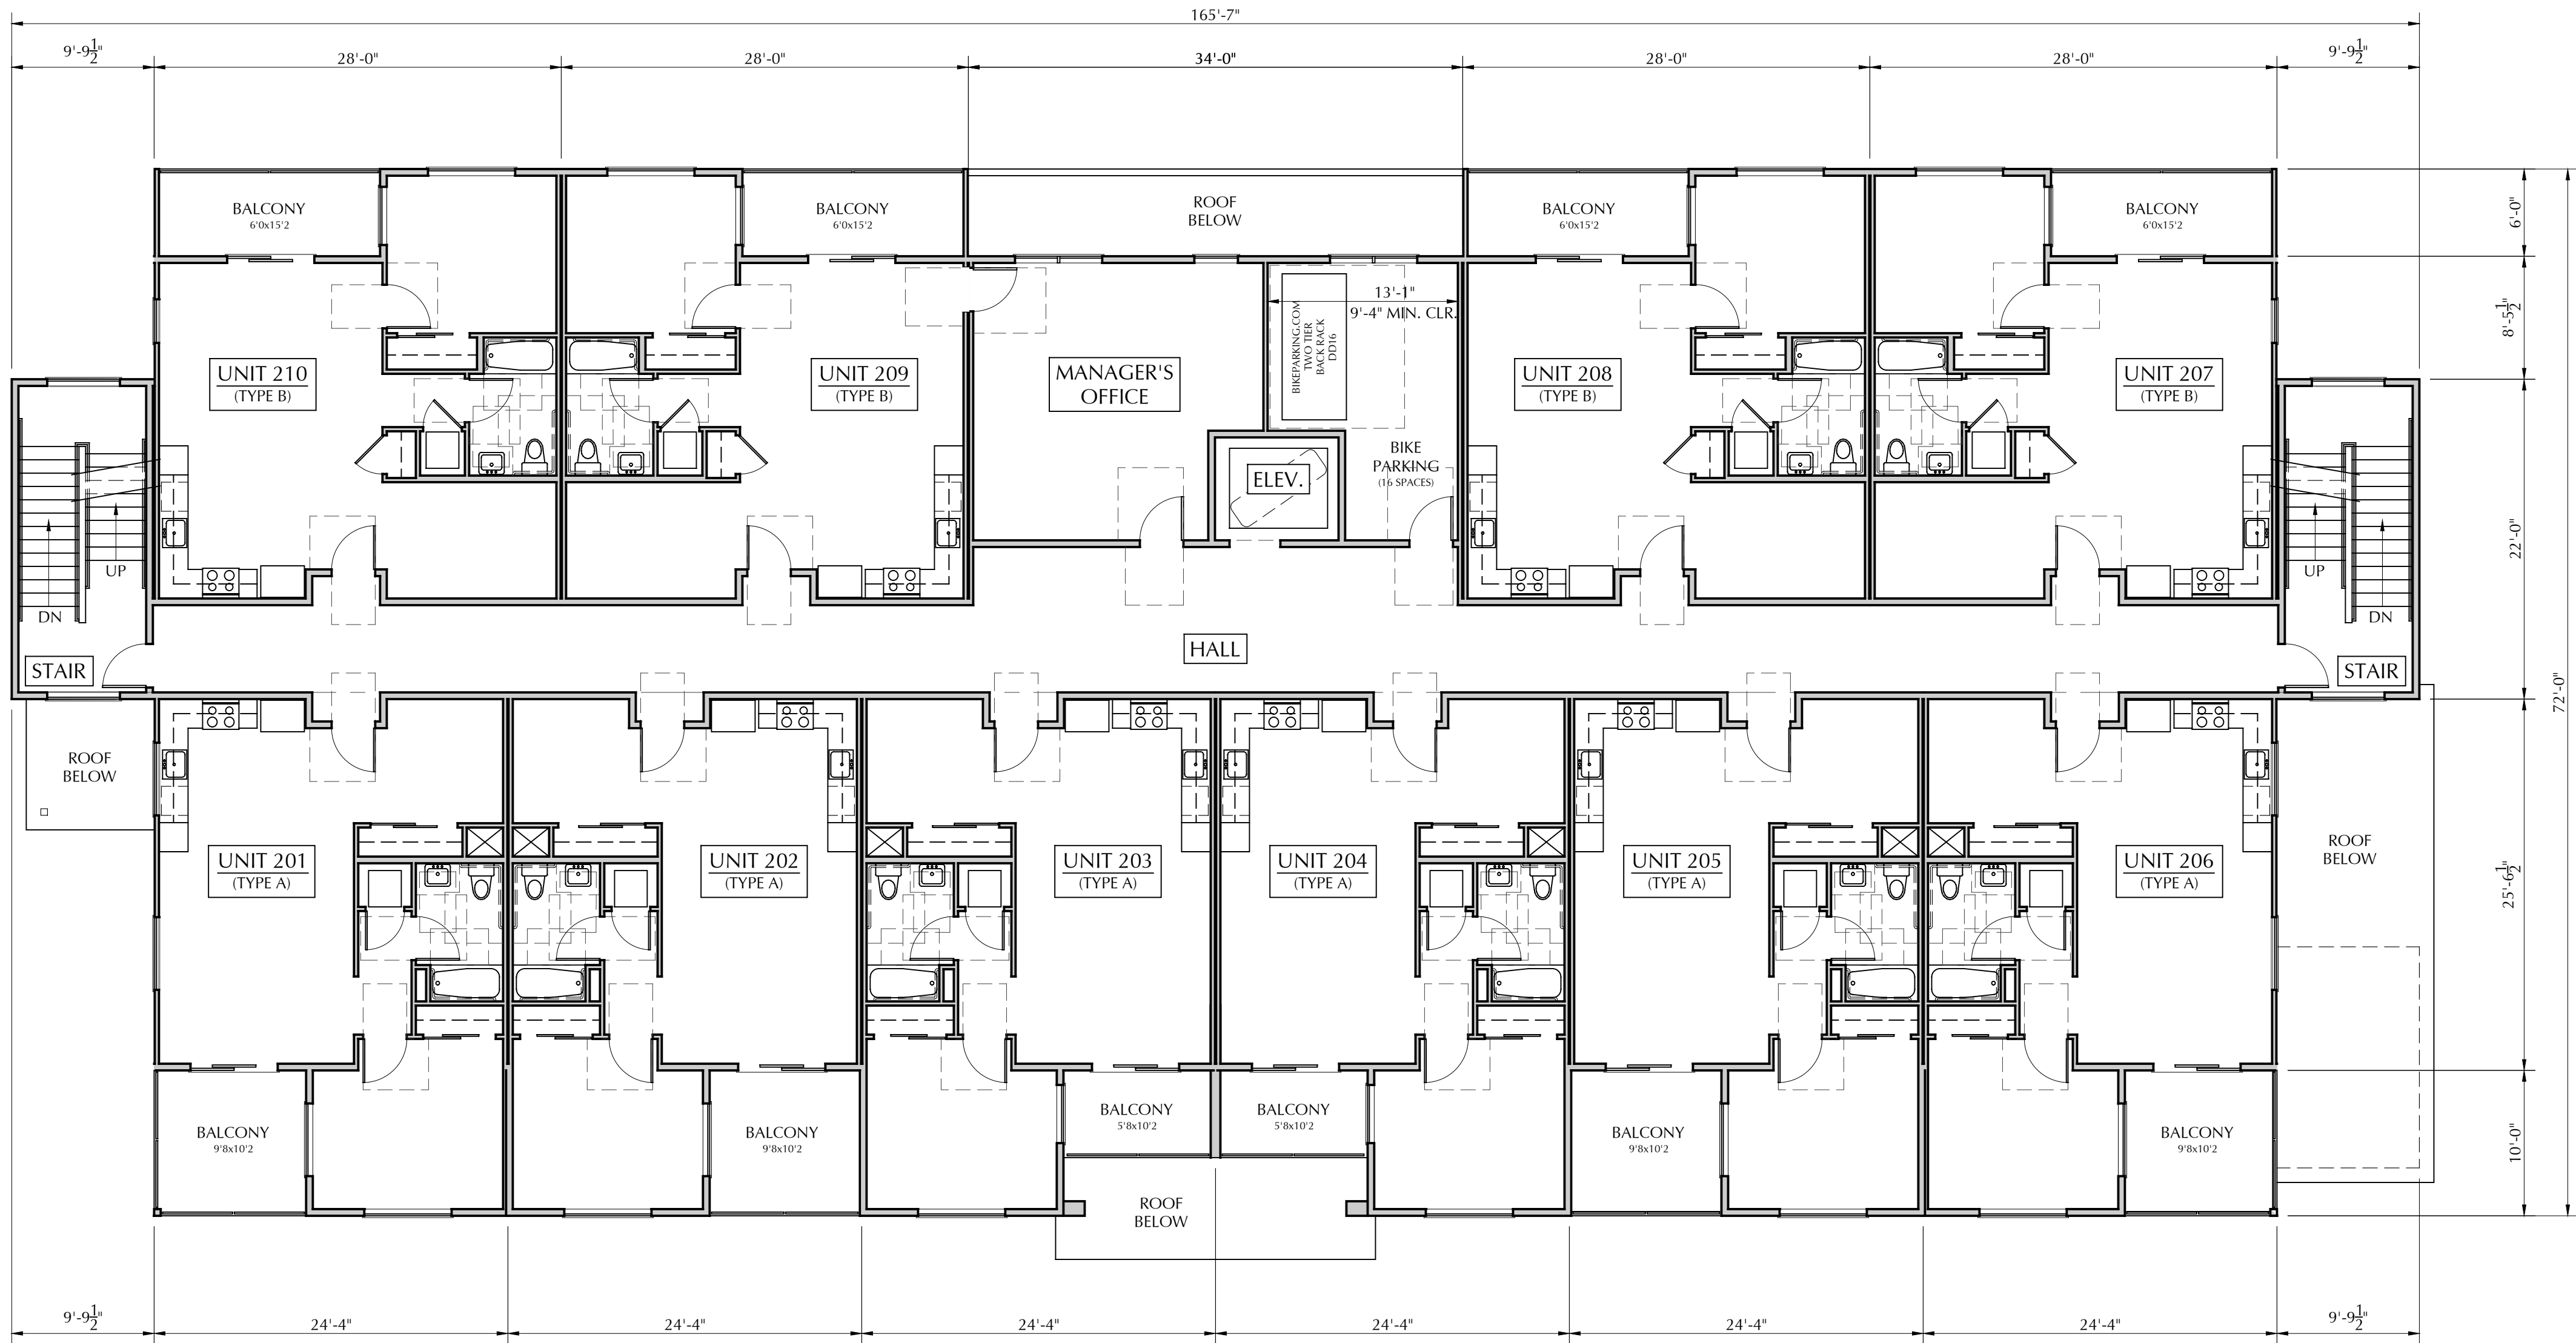 165'-7"
9'-9 1/2"
28'-0"
28'-0"
34'-0"
28'-0"
28'-0"
9'-9 1/2"
BALCONY
6'0x15'2
BALCONY
6'0x15'2
ROOF
BELOW
BALCONY
6'0x15'2
BALCONY
6'0x15'2
6'-0"
13'-1"
9'-4" MIN. CLR.
BIKEPARKING.COM
TWO TIER
BACK RACK
DD16
8'-5 1/2"
UNIT 210
(TYPE B)
UNIT 209
(TYPE B)
MANAGER'S
OFFICE
UNIT 208
(TYPE B)
UNIT 207
(TYPE B)
BIKE
PARKING
(16 SPACES)
ELEV.
22'-0"
UP
DN
UP
DN
STAIR
HALL
STAIR
72'-0"
ROOF
BELOW
UNIT 201
(TYPE A)
UNIT 202
(TYPE A)
UNIT 203
(TYPE A)
UNIT 204
(TYPE A)
UNIT 205
(TYPE A)
UNIT 206
(TYPE A)
ROOF
BELOW
25'-6 1/2"
BALCONY
9'8x10'2
BALCONY
9'8x10'2
BALCONY
5'8x10'2
BALCONY
5'8x10'2
BALCONY
9'8x10'2
BALCONY
9'8x10'2
10'-0"
ROOF
BELOW
9'-9 1/2"
24'-4"
24'-4"
24'-4"
24'-4"
24'-4"
24'-4"
9'-9 1/2"